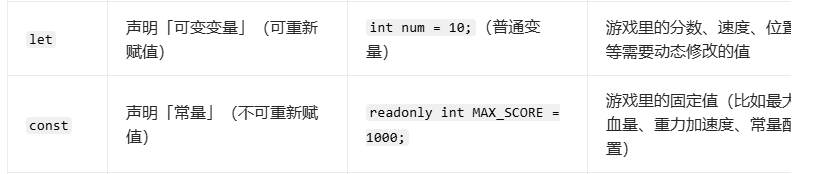 let
声明「可变变量」（可重新
赋值）
int num = 10;（普通变
量）
游戏里的分数、速度、位置
等需要动态修改的值
const
声明「常量」（不可重新赋
值）
readonly int MAX_SCORE =
1000;
游戏里的固定值（比如最大
血量、重力加速度、常量配
置）